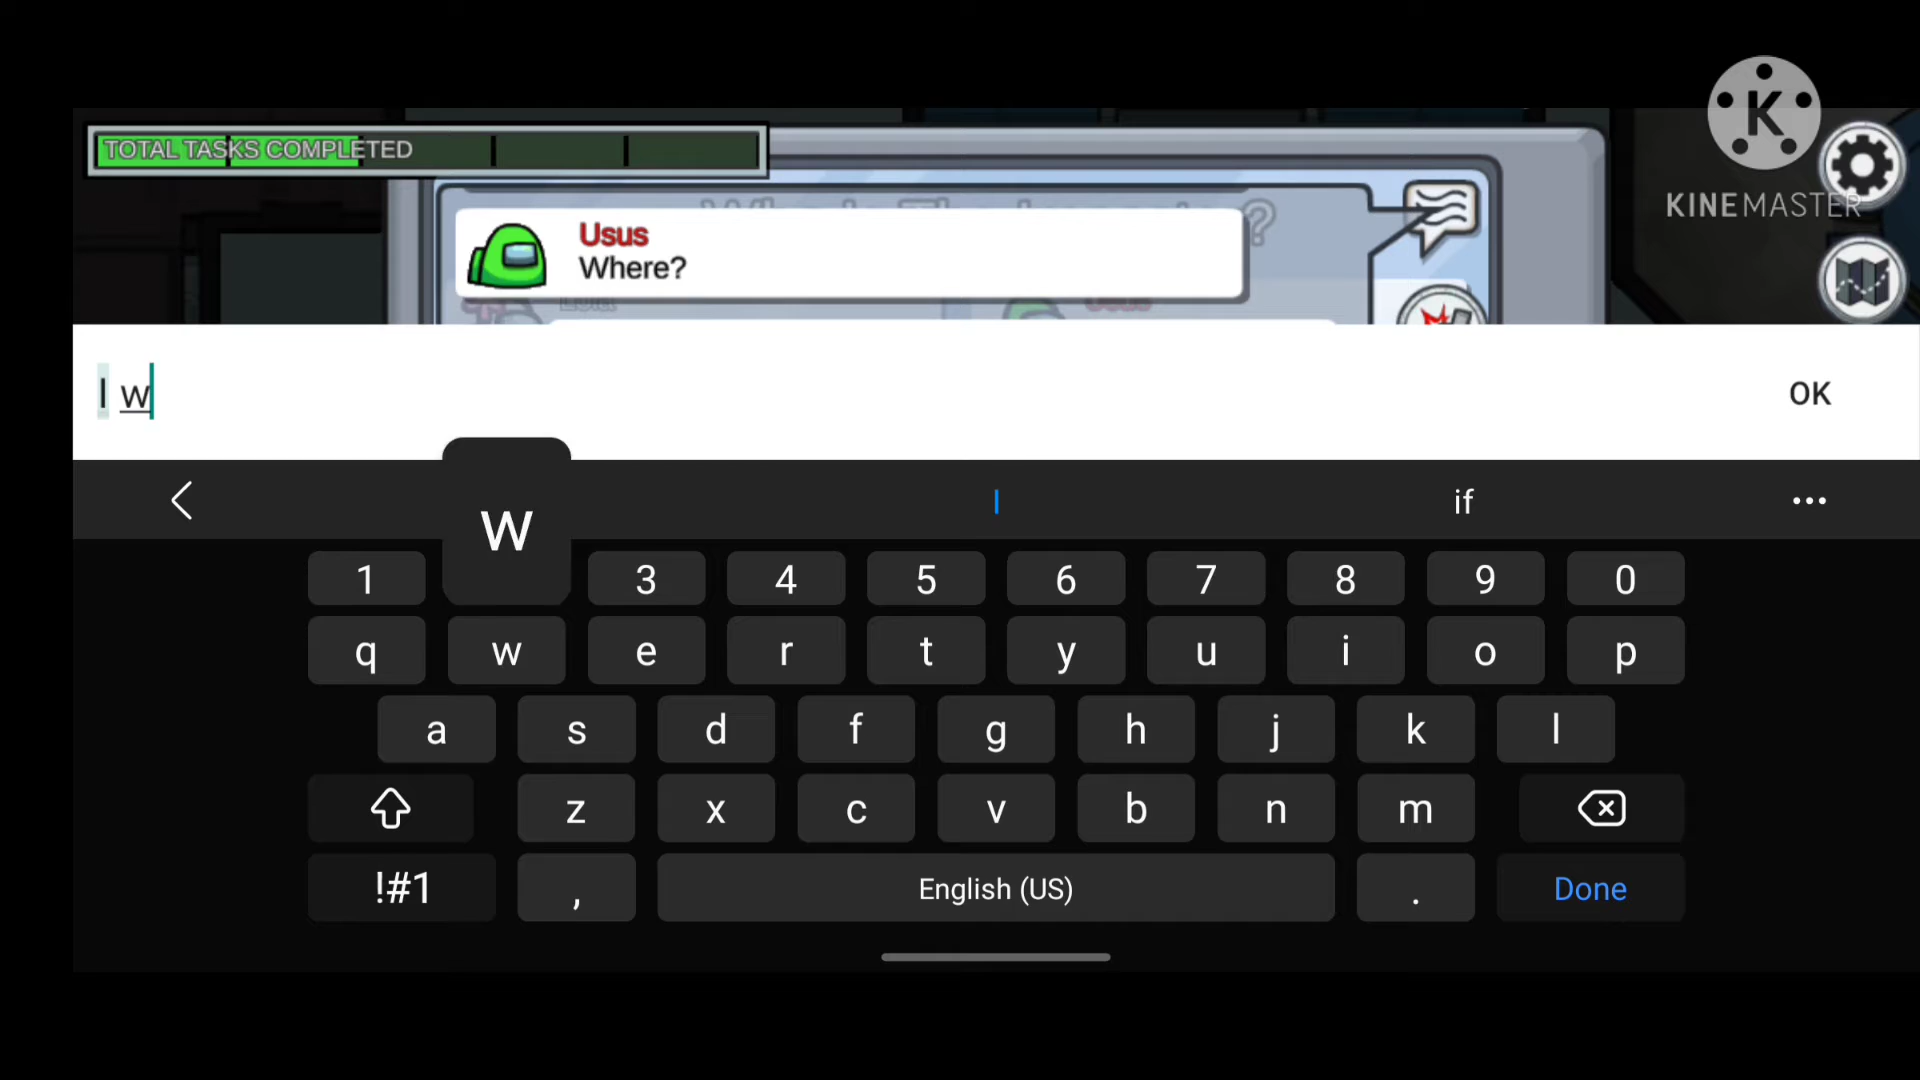 TOTAL TASKS COMPLETED
KINEMASTER
Usus
Where?
Usus
I w
OK
w
I
if
1 3 4 5 6 7 8 9 0
q w e r t y u i o p
a s d f g h j k l
z x c v b n m
!#1 , English (US) . Done